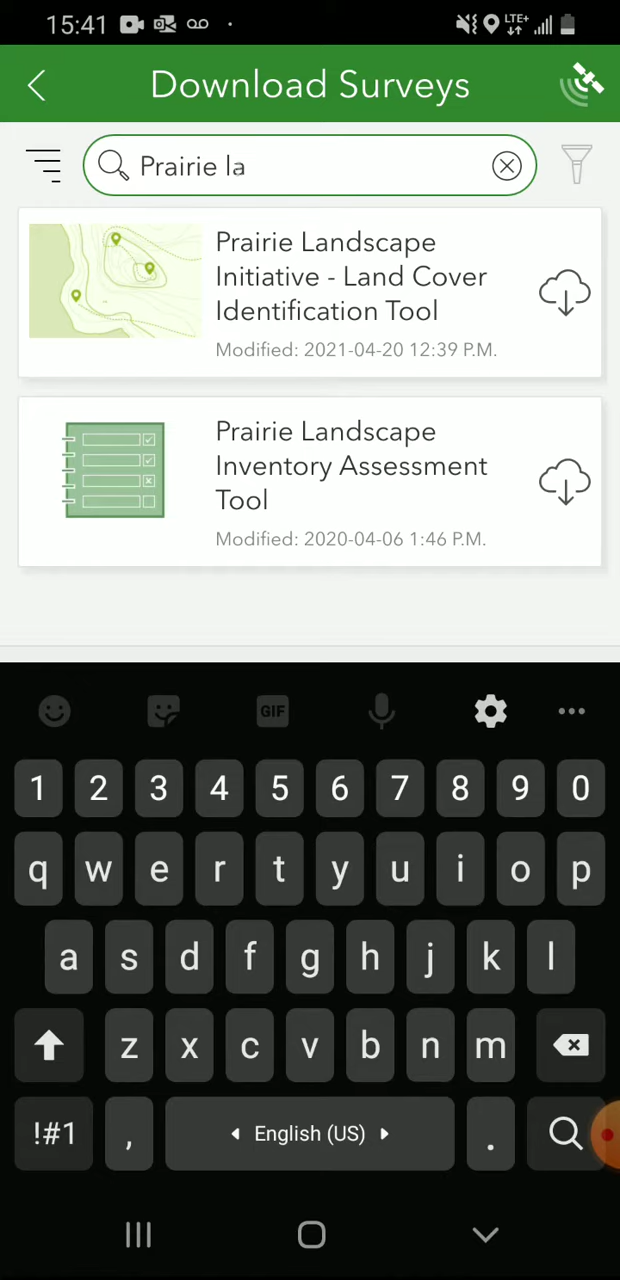 15:41 LTE+
Download Surveys
Prairie la
Prairie Landscape
Initiative - Land Cover
Identification Tool
Modified: 2021-04-20 12:39 P.M.
Prairie Landscape
Inventory Assessment
Tool
Modified: 2020-04-06 1:46 P.M.
GIF
1 2 3 4 5 6 7 8 9 0
q w e r t y u i o p
a s d f g h j k l
z x c v b n m
!#1 , English (US) .